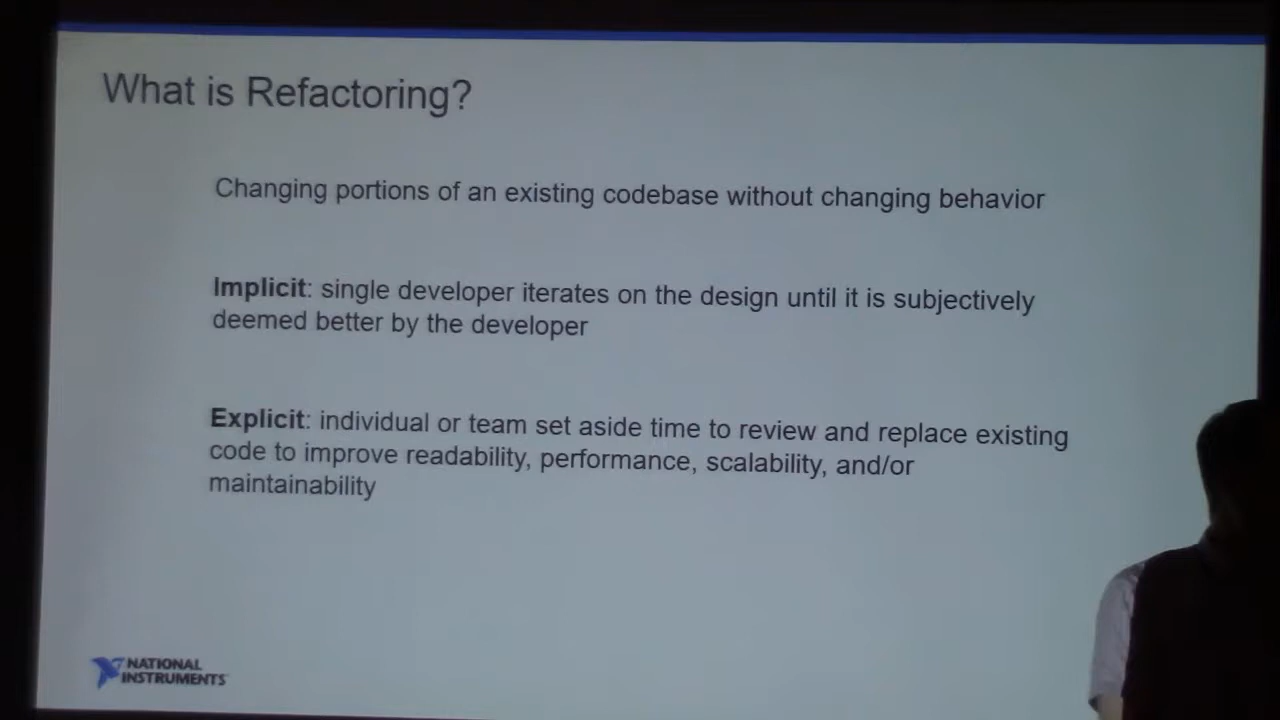 What is Refactoring?
Changing portions of an existing codebase without changing behavior
Implicit: single developer iterates on the design until it is subjectively
deemed better by the developer
Explicit: individual or team set aside time to review and replace existing
code to improve readability, performance, scalability, and/or
maintainability
NATIONAL
INSTRUMENTS